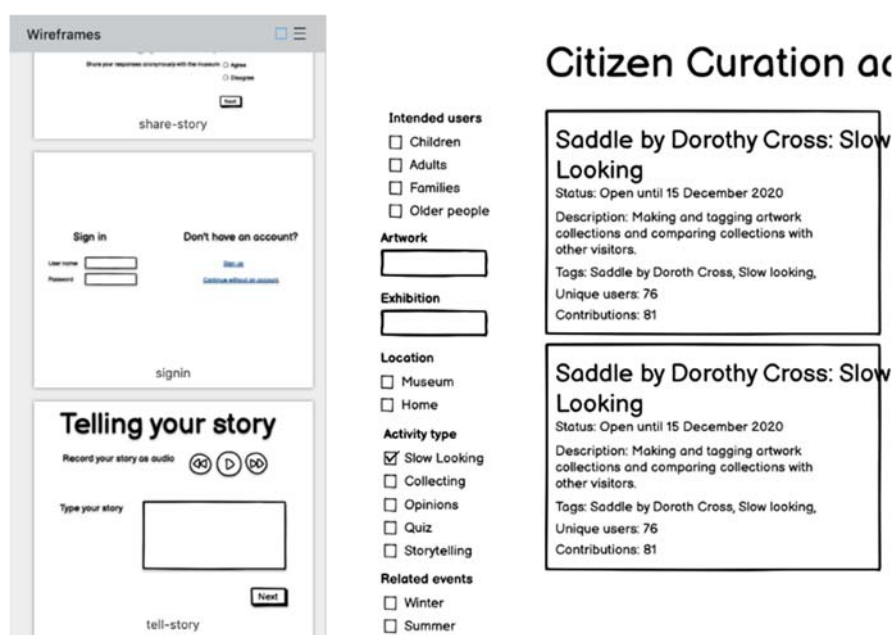 Wireframes
Share your responses anonymously with the museum
Agree
Disagree
Next
share-story
Sign in
Don't have an account?
User name
Password
Sign up
Continue without an account
signin
Telling your story
Record your story as audio
Type your story
Next
tell-story
Intended users
Children
Adults
Families
Older people
Artwork
Exhibition
Location
Museum
Home
Activity type
Slow Looking
Collecting
Opinions
Quiz
Storytelling
Related events
Winter
Summer
Citizen Curation
Saddle by Dorothy Cross: Slow
Looking
Status: Open until 15 December 2020
Description: Making and tagging artwork
collections and comparing collections with
other visitors.
Tags: Saddle by Doroth Cross, Slow looking,
Unique users: 76
Contributions: 81
Saddle by Dorothy Cross: Slow
Looking
Status: Open until 15 December 2020
Description: Making and tagging artwork
collections and comparing collections with
other visitors.
Tags: Saddle by Doroth Cross, Slow looking,
Unique users: 76
Contributions: 81